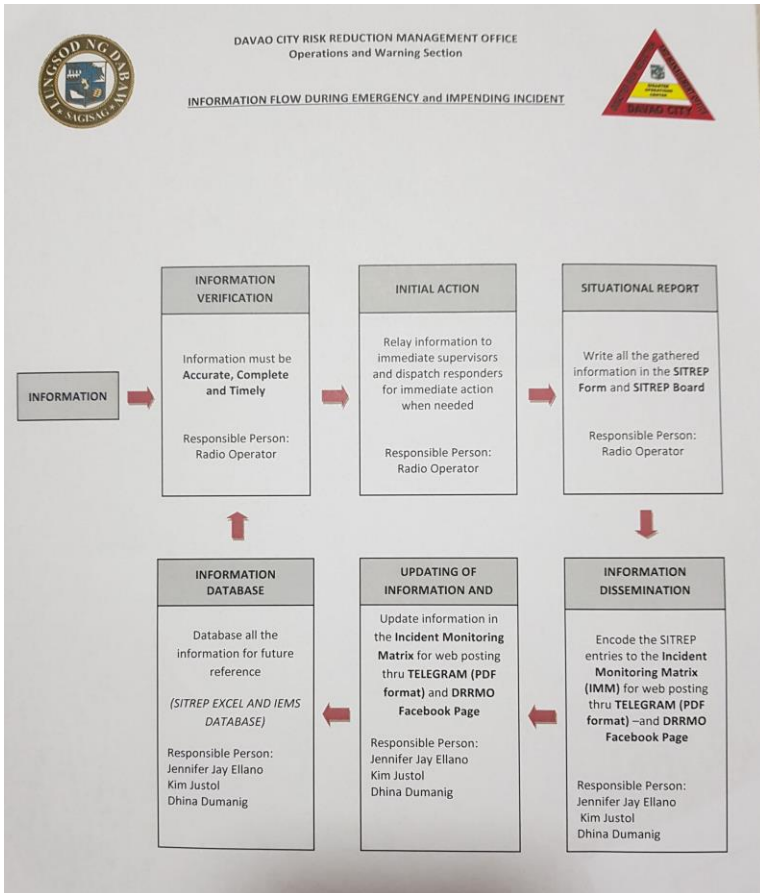 DAVAO CITY RISK REDUCTION MANAGEMENT OFFICE
Operations and Warning Section
INFORMATION FLOW DURING EMERGENCY and IMPENDING INCIDENT
LUNGSOD NG DABAW
SAGISAG
DAVAO CITY
INFORMATION
INFORMATION
VERIFICATION
Information must be
Accurate, Complete
and Timely
Responsible Person:
Radio Operator
INITIAL ACTION
Relay information to
immediate supervisors
and dispatch responders
for immediate action
when needed
Responsible Person:
Radio Operator
SITUATIONAL REPORT
Write all the gathered
information in the SITREP
Form and SITREP Board
Responsible Person:
Radio Operator
INFORMATION
DISSEMINATION
Encode the SITREP
entries to the Incident
Monitoring Matrix
(IMM) for web posting
thru TELEGRAM (PDF
format) –and DRRMO
Facebook Page
Responsible Person:
Jennifer Jay Ellano
Kim Justol
Dhina Dumanig
UPDATING OF
INFORMATION AND
Update information in
the Incident Monitoring
Matrix for web posting
thru TELEGRAM (PDF
format) and DRRMO
Facebook Page
Responsible Person:
Jennifer Jay Ellano
Kim Justol
Dhina Dumanig
INFORMATION
DATABASE
Database all the
information for future
reference
(SITREP EXCEL AND IEMS
DATABASE)
Responsible Person:
Jennifer Jay Ellano
Kim Justol
Dhina Dumanig